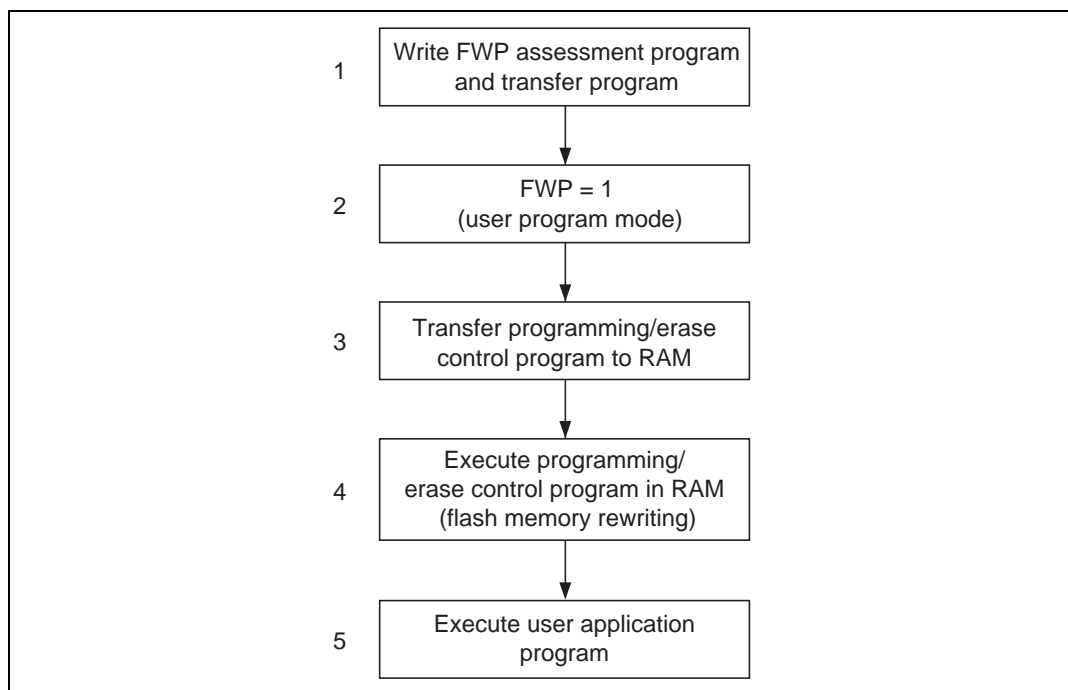 1
Write FWP assessment program
and transfer program
2
FWP = 1
(user program mode)
3
Transfer programming/erase
control program to RAM
4
Execute programming/
erase control program in RAM
(flash memory rewriting)
5
Execute user application
program